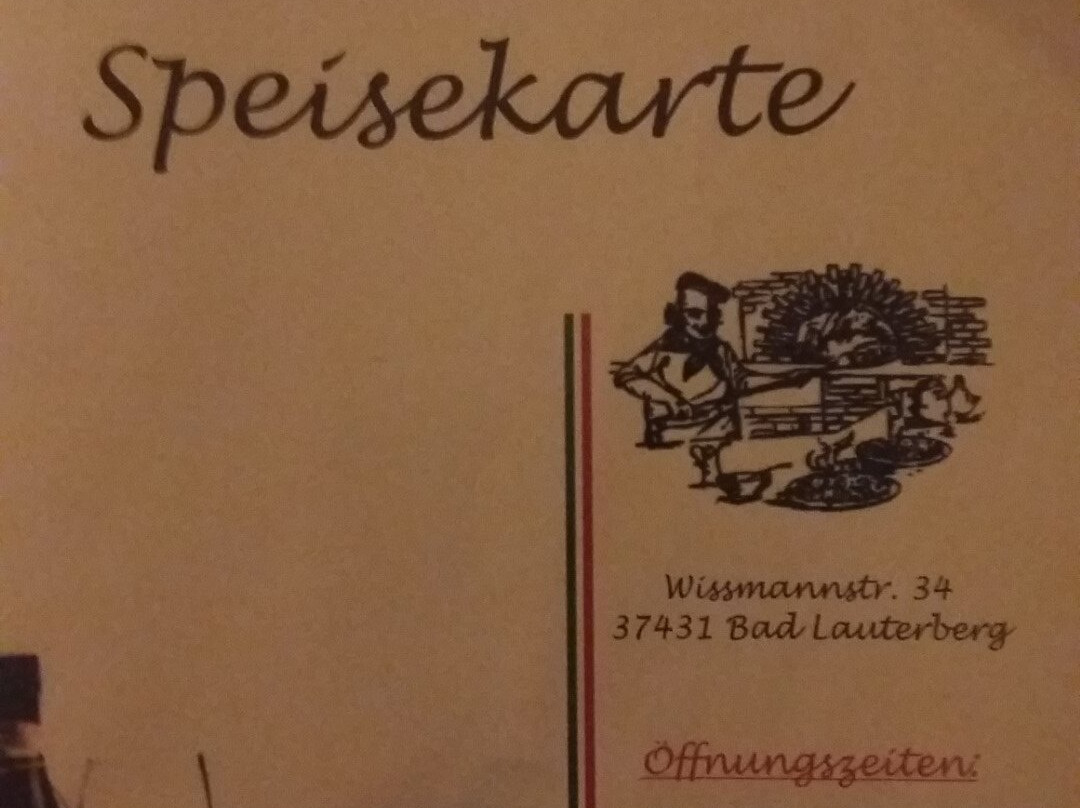 Speisekarte
Wissmannstr. 34
37431 Bad Lauterberg
Öffnungszeiten: